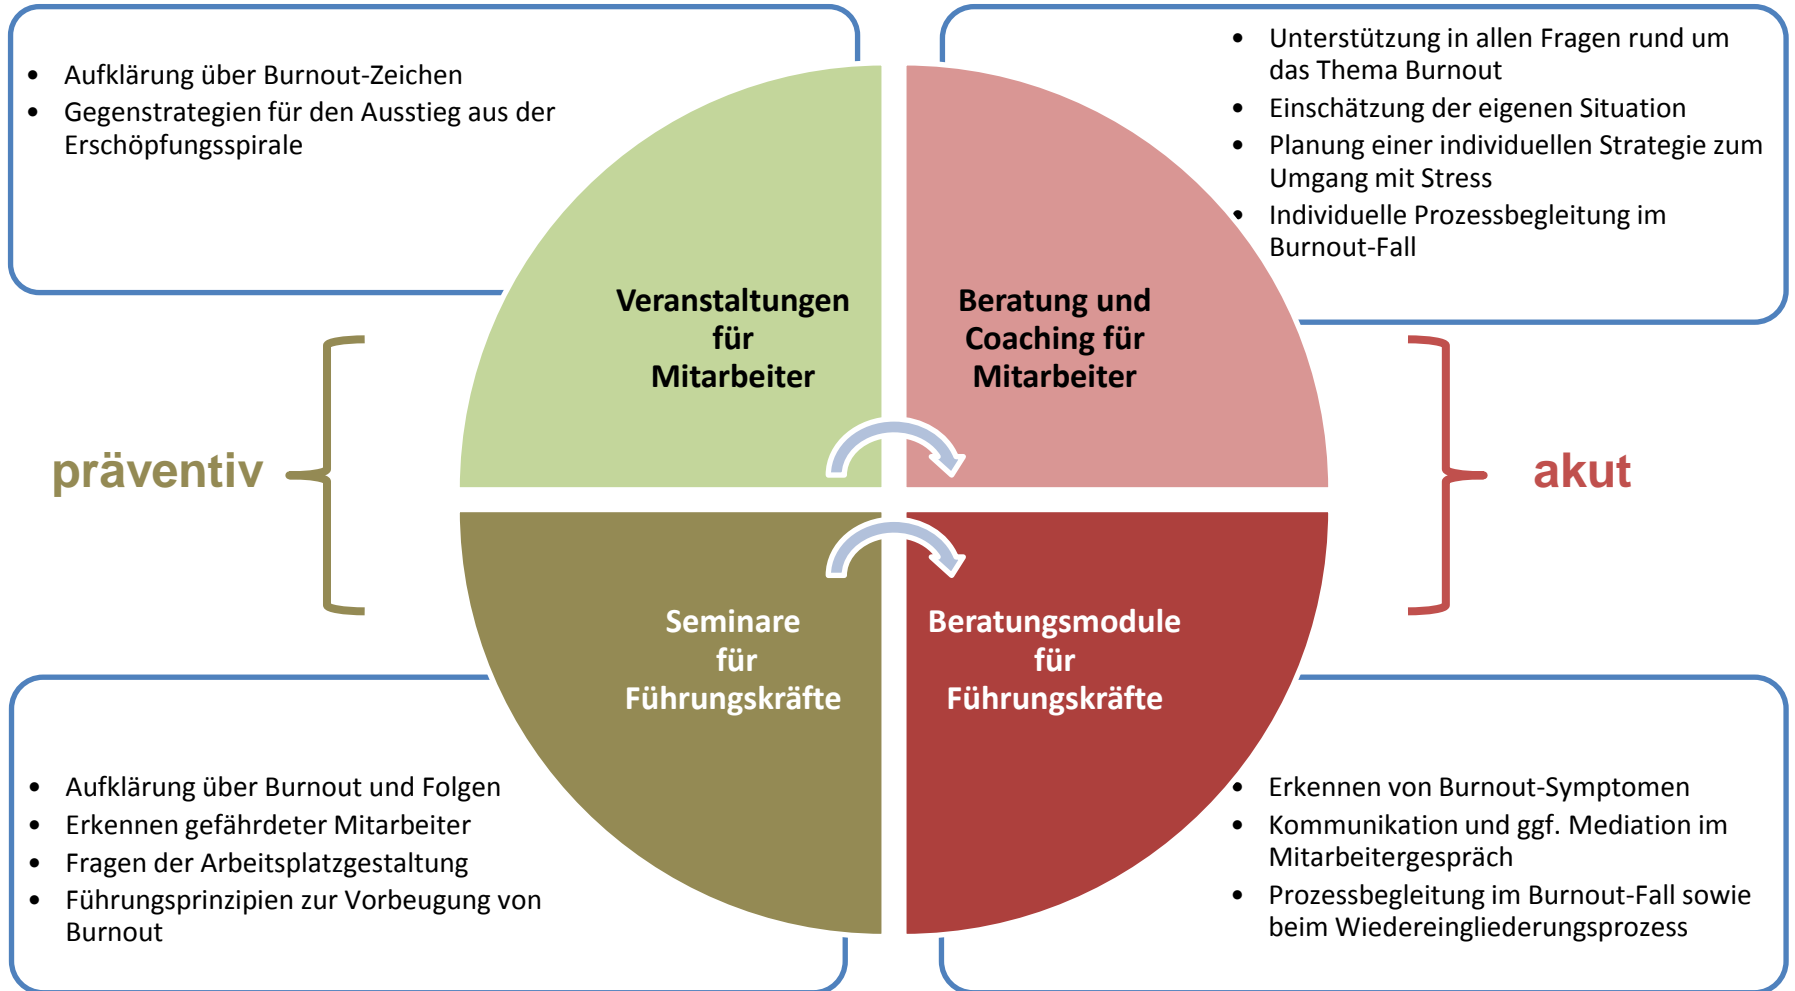 • Aufklärung über Burnout-Zeichen
• Gegenstrategien für den Ausstieg aus der
Erschöpfungsspirale
• Unterstützung in allen Fragen rund um
das Thema Burnout
• Einschätzung der eigenen Situation
• Planung einer individuellen Strategie zum
Umgang mit Stress
• Individuelle Prozessbegleitung im
Burnout-Fall
Veranstaltungen
für
Mitarbeiter
Beratung und
Coaching für
Mitarbeiter
präventiv
akut
Seminare
für
Führungskräfte
Beratungsmodule
für
Führungskräfte
• Aufklärung über Burnout und Folgen
• Erkennen gefährdeter Mitarbeiter
• Fragen der Arbeitsplatzgestaltung
• Führungsprinzipien zur Vorbeugung von
Burnout
• Erkennen von Burnout-Symptomen
• Kommunikation und ggf. Mediation im
Mitarbeitergespräch
• Prozessbegleitung im Burnout-Fall sowie
beim Wiedereingliederungsprozess